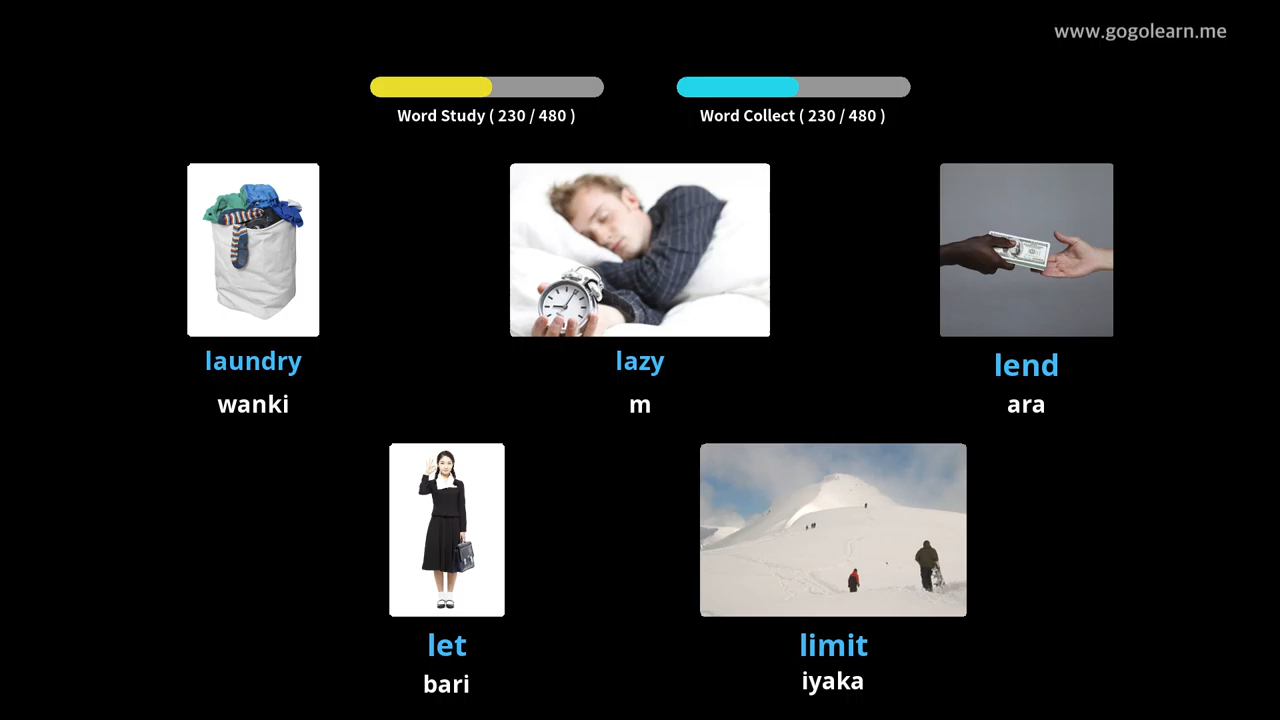 www.gogolearn.me
Word Study ( 230 / 480 )
Word Collect ( 230 / 480 )
laundry
lazy
lend
wanki
m
ara
let
limit
bari
iyaka